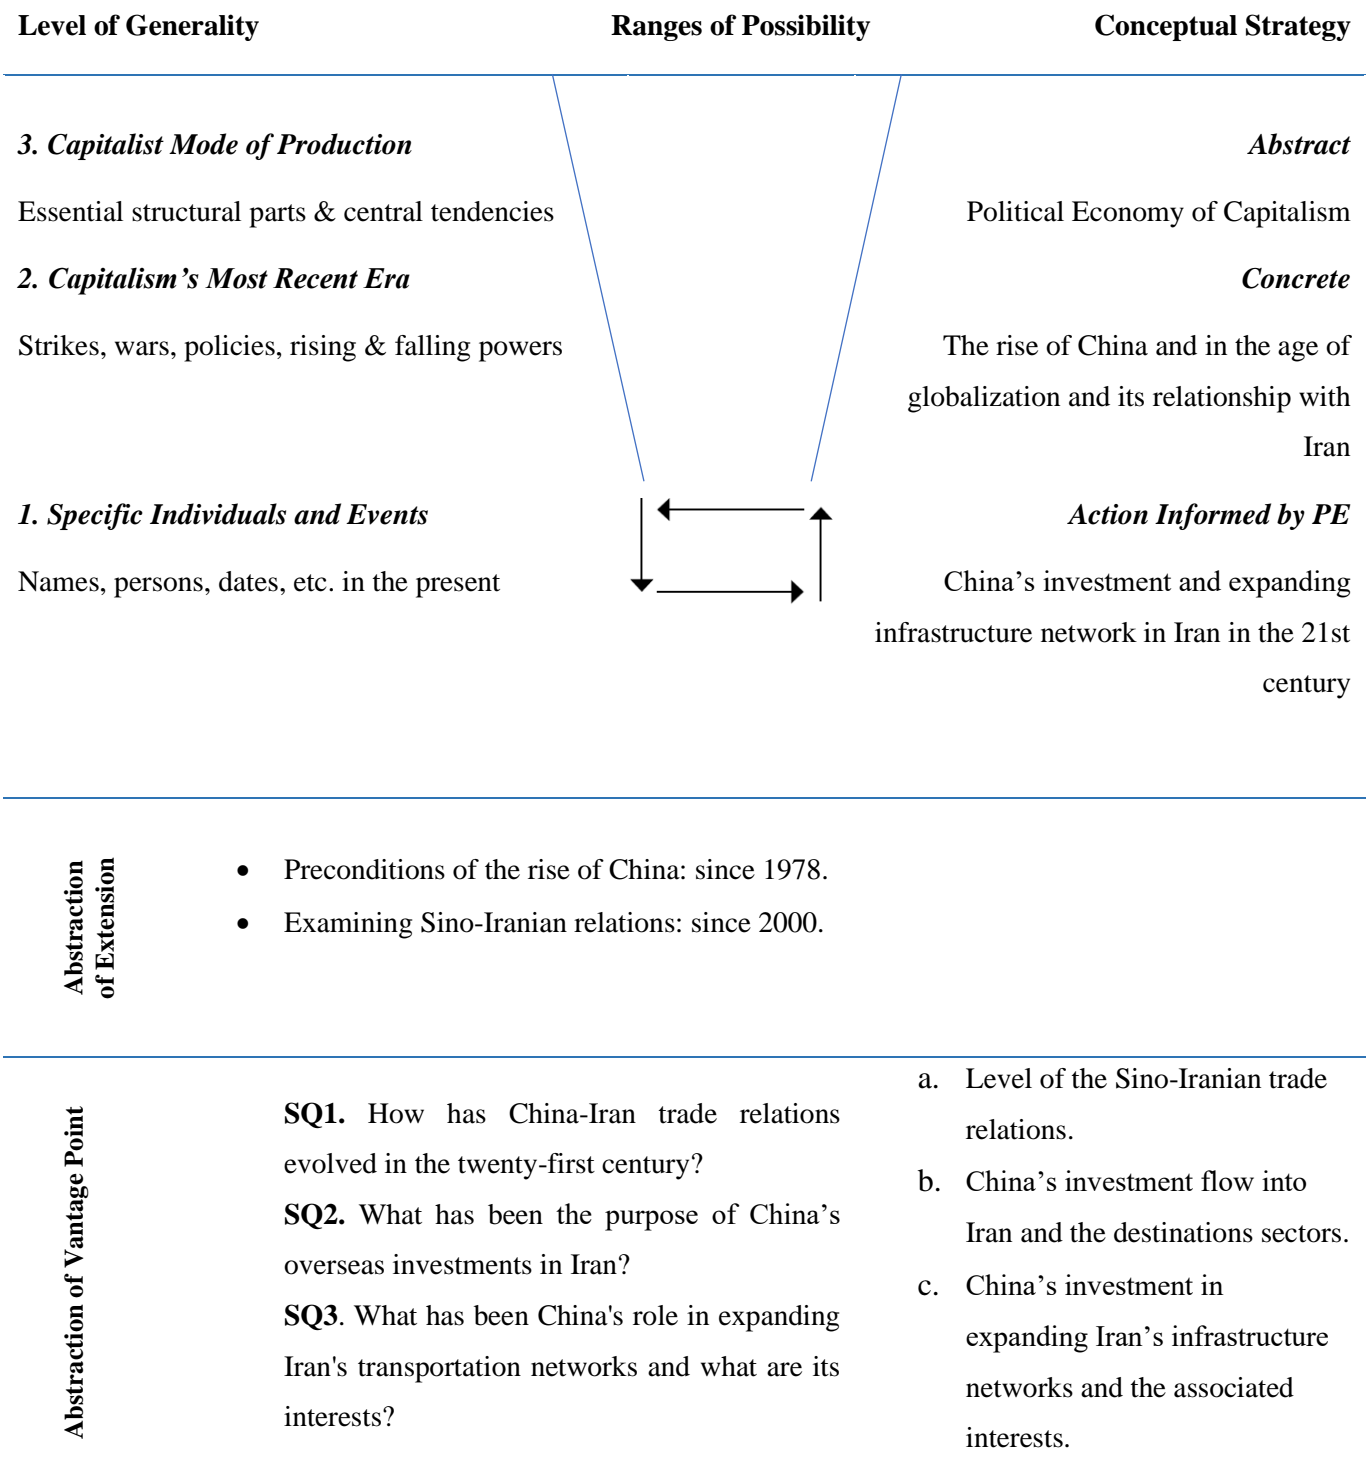 Level of Generality
Ranges of Possibility
Conceptual Strategy
3. Capitalist Mode of Production
Abstract
Essential structural parts & central tendencies
Political Economy of Capitalism
2. Capitalism’s Most Recent Era
Concrete
Strikes, wars, policies, rising & falling powers
The rise of China and in the age of
globalization and its relationship with
Iran
1. Specific Individuals and Events
Action Informed by PE
Names, persons, dates, etc. in the present
China’s investment and expanding
infrastructure network in Iran in the 21st
century
Abstraction
of Extension
• Preconditions of the rise of China: since 1978.
• Examining Sino-Iranian relations: since 2000.
Abstraction of Vantage Point
SQ1. How has China-Iran trade relations
evolved in the twenty-first century?
SQ2. What has been the purpose of China’s
overseas investments in Iran?
SQ3. What has been China's role in expanding
Iran's transportation networks and what are its
interests?
a. Level of the Sino-Iranian trade
relations.
b. China’s investment flow into
Iran and the destinations sectors.
c. China’s investment in
expanding Iran’s infrastructure
networks and the associated
interests.